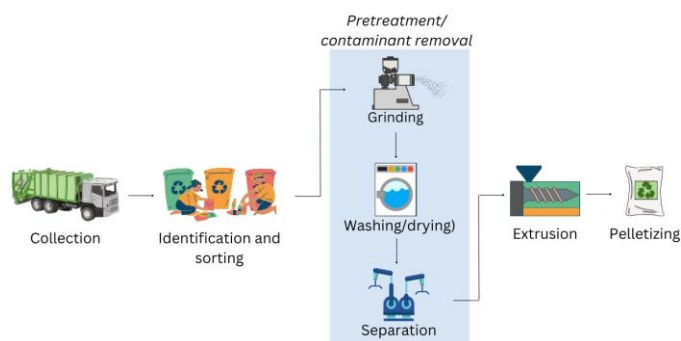 Pretreatment/
contaminant removal
Grinding
Washing/drying)
Separation
Collection
Identification and
sorting
Extrusion
Pelletizing